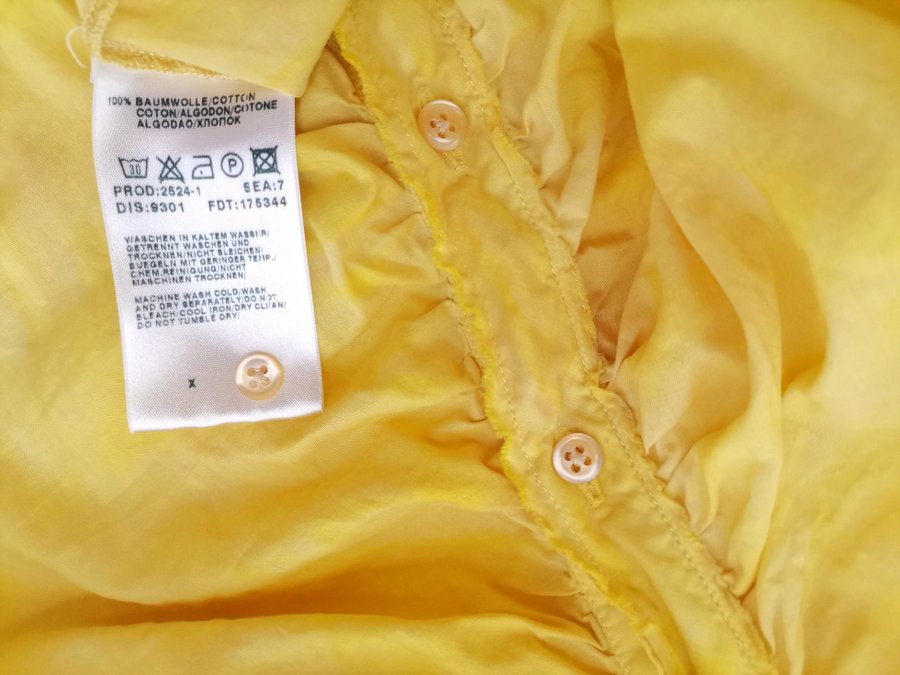 100% BAUMWOLLE/COTTON
COTON/ALGODON/COTONE
ALGODAO/ХЛОПОК
30 P
PROD:2524-1 SEA:7
DIS:9301 FDT:175344
WASCHEN IN KALTEM WASSER/
GETRENNT WASCHEN UND
TROCKNEN/NICHT BLEICHEN/
BUEGELN MIT GERINGER TEMP./
CHEM.REINIGUNG/NICHT
MASCHINEN TROCKNEN/
MACHINE WASH COLD/WASH
AND DRY SEPARATELY/DO NOT
BLEACH/COOL IRON/DRY CLEAN/
DO NOT TUMBLE DRY/
X